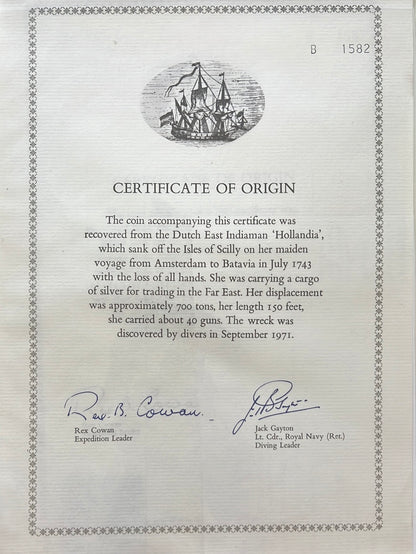 B 1582
CERTIFICATE OF ORIGIN
The coin accompanying this certificate was
recovered from the Dutch East Indiaman ‘Hollandia’,
which sank off the Isles of Scilly on her maiden
voyage from Amsterdam to Batavia in July 1743
with the loss of all hands. She was carrying a cargo
of silver for trading in the Far East. Her displacement
was approximately 700 tons, her length 150 feet,
she carried about 40 guns. The wreck was
discovered by divers in September 1971.
Rex. B. Cowan.
Rex Cowan
Expedition Leader
Jack Gayton
Lt. Cdr., Royal Navy (Ret.)
Diving Leader